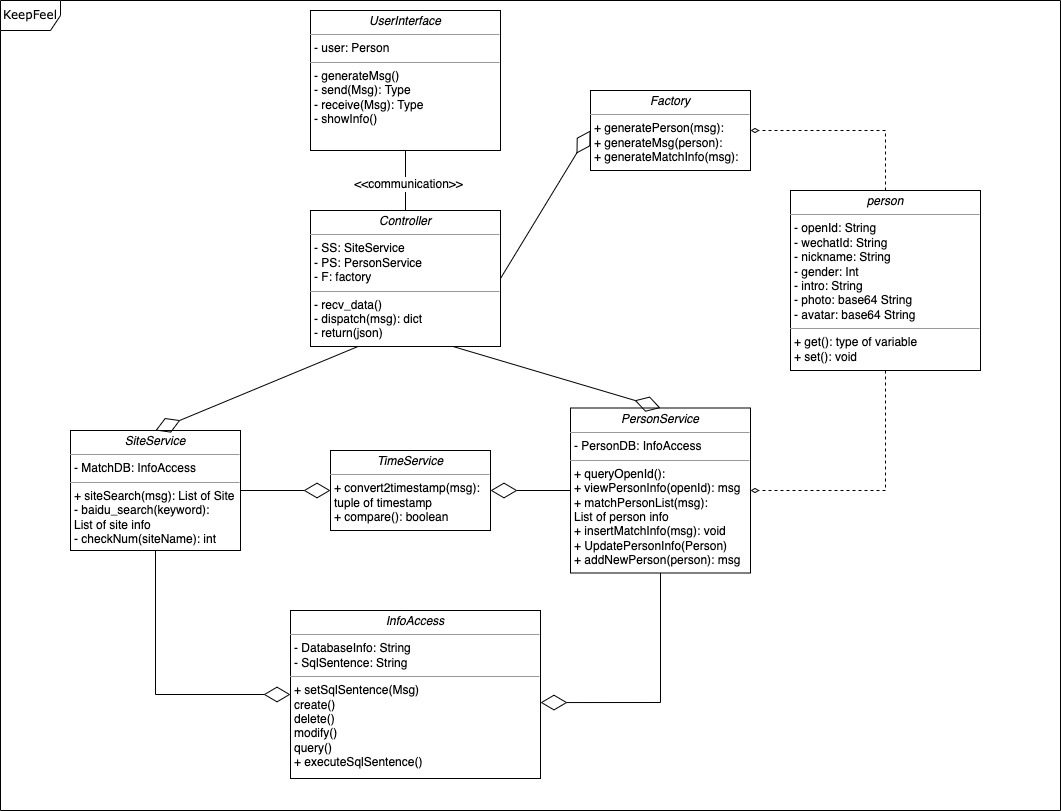 KeepFeel
UserInterface
- user: Person
- generateMsg()
- send(Msg): Type
- receive(Msg): Type
- showInfo()
<<communication>>
Factory
+ generatePerson(msg):
+ generateMsg(person):
+ generateMatchInfo(msg):
Controller
- SS: SiteService
- PS: PersonService
- F: factory
- recv_data()
- dispatch(msg): dict
- return(json)
person
- openId: String
- wechatId: String
- nickname: String
- gender: Int
- intro: String
- photo: base64 String
- avatar: base64 String
+ get(): type of variable
+ set(): void
SiteService
- MatchDB: InfoAccess
+ siteSearch(msg): List of Site
- baidu_search(keyword):
List of site info
- checkNum(siteName): int
TimeService
+ convert2timestamp(msg):
tuple of timestamp
+ compare(): boolean
PersonService
- PersonDB: InfoAccess
+ queryOpenId():
+ viewPersonInfo(openId): msg
+ matchPersonList(msg):
List of person info
+ insertMatchInfo(msg): void
+ UpdatePersonInfo(Person)
+ addNewPerson(person): msg
InfoAccess
- DatabaseInfo: String
- SqlSentence: String
+ setSqlSentence(Msg)
create()
delete()
modify()
query()
+ executeSqlSentence()